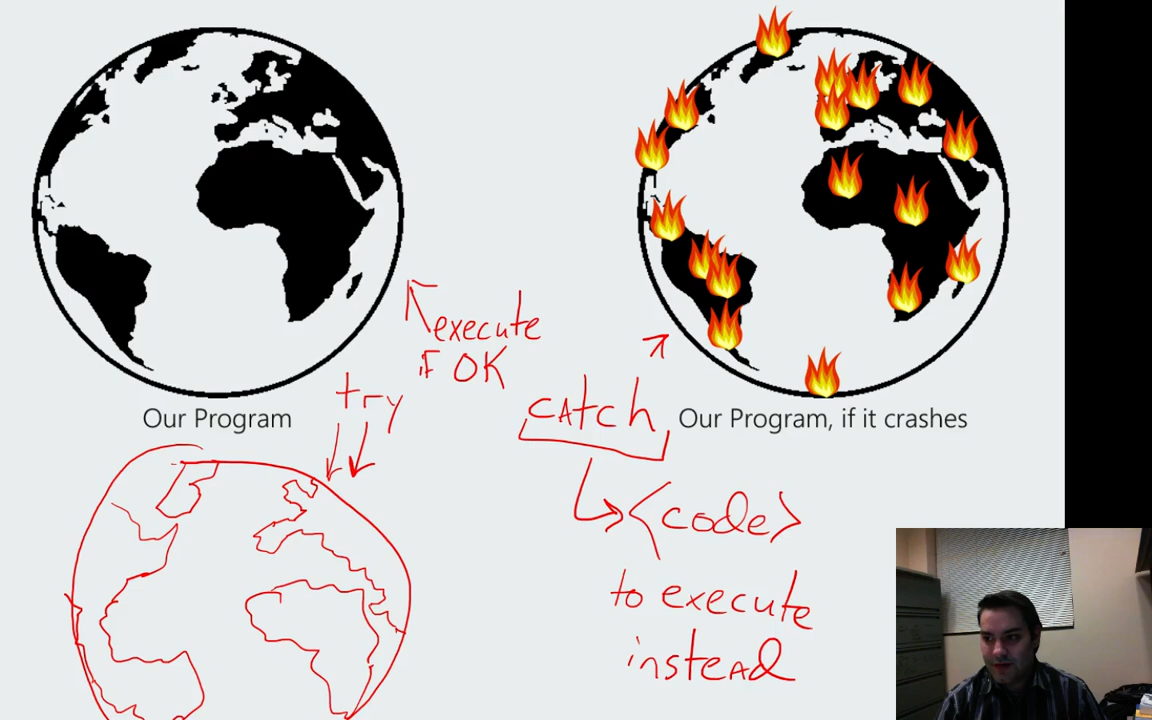 execute
if OK
Our Program
try
catch
Our Program, if it crashes
<code>
to execute
instead